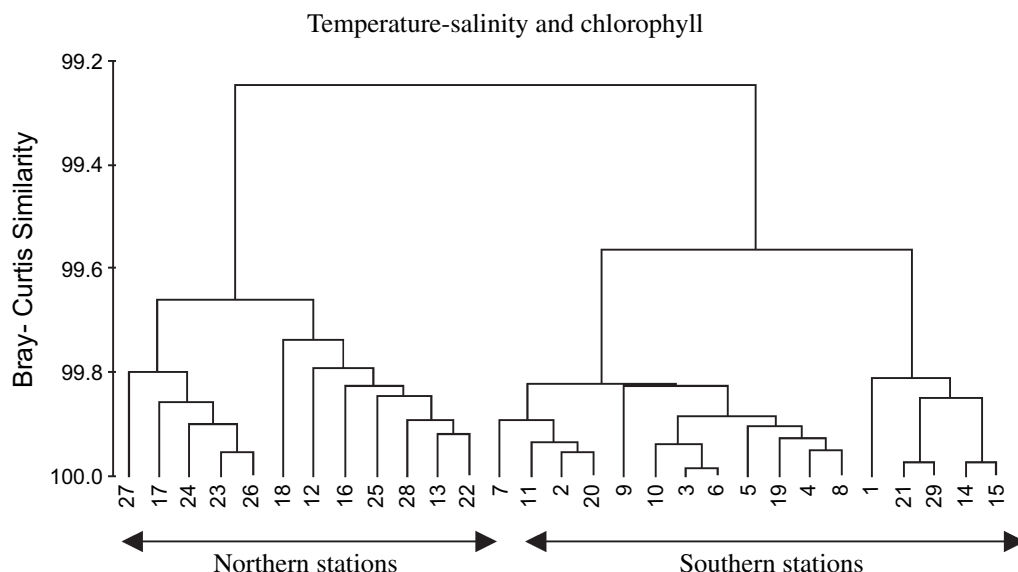 Temperature-salinity and chlorophyll
Bray- Curtis Similarity
99.2
99.4
99.6
99.8
100.0
27 17 24 23 26 18 12 16 25 28 13 22 7 11 2 20 9 10 3 6 5 19 4 8 1 21 29 14 15
Northern stations Southern stations